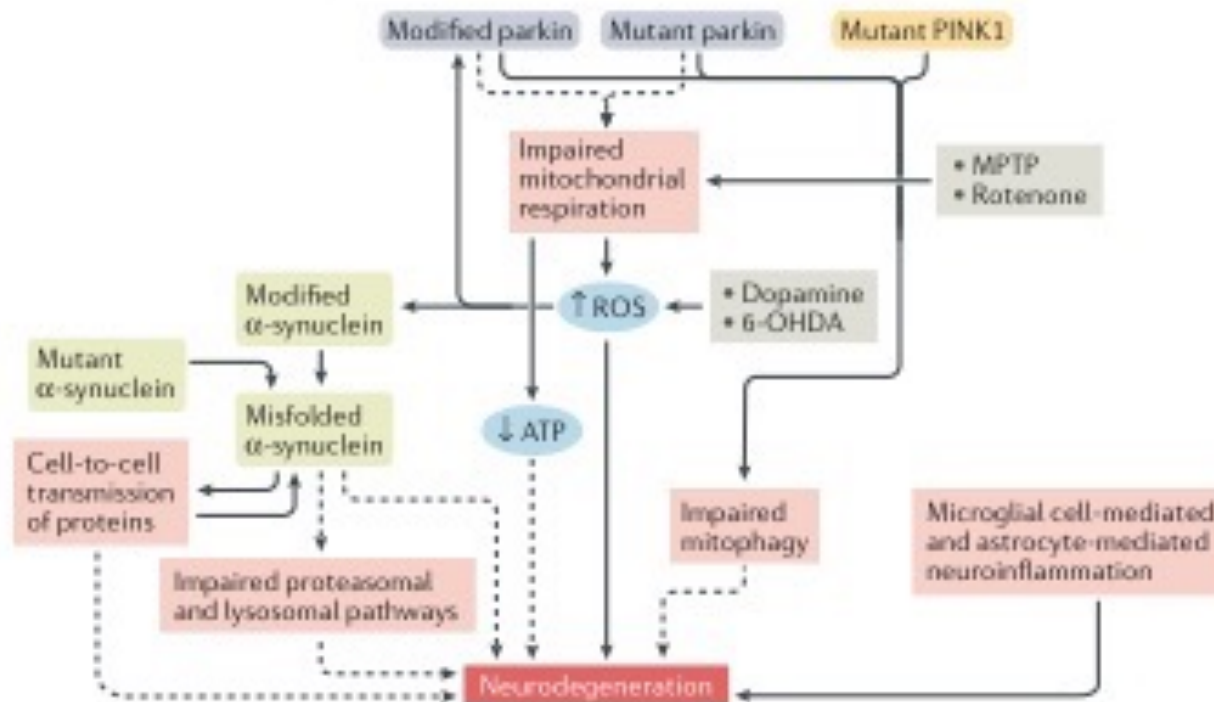 Modified parkin
Mutant parkin
Mutant PINK1
Impaired
mitochondrial
respiration
• MPTP
• Rotenone
Modified
α-synuclein
↑ ROS
• Dopamine
• 6-OHDA
Mutant
α-synuclein
Misfolded
α-synuclein
↓ ATP
Cell-to-cell
transmission
of proteins
Impaired
mitophagy
Microglial cell-mediated
and astrocyte-mediated
neuroinflammation
Impaired proteasomal
and lysosomal pathways
Neurodegeneration